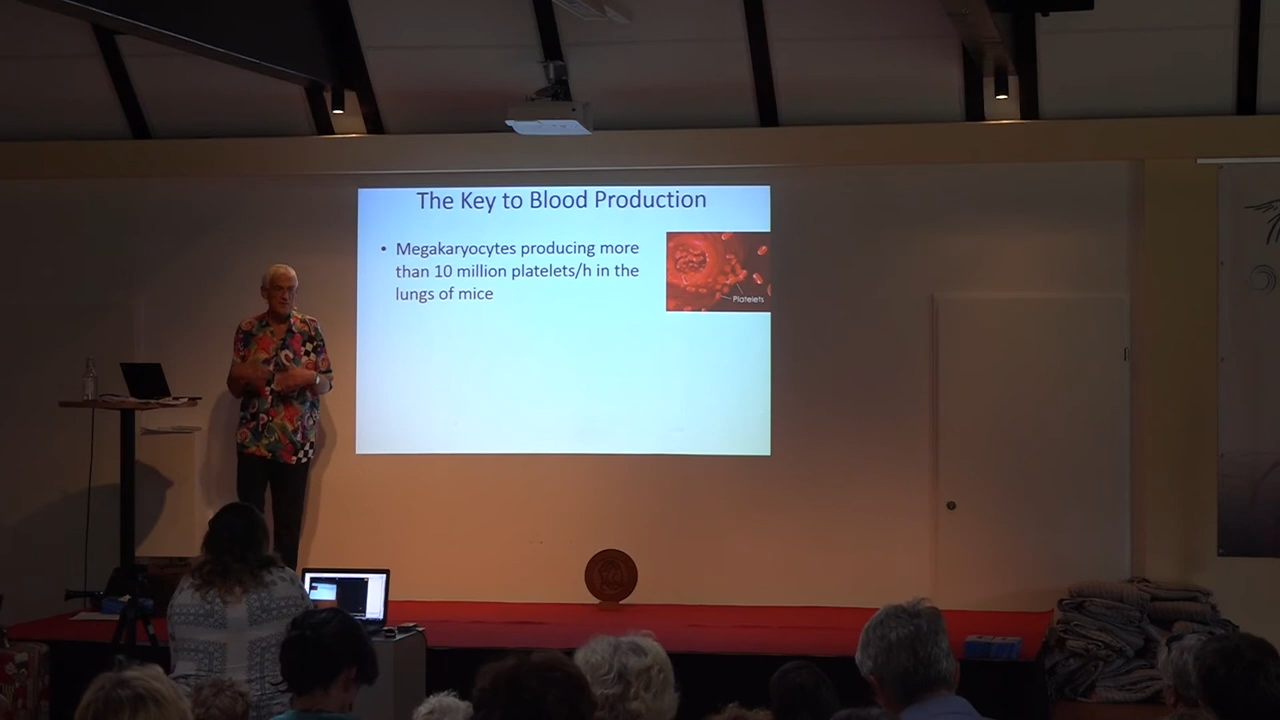 The Key to Blood Production
• Megakaryocytes producing more
than 10 million platelets/h in the
lungs of mice
Platelets